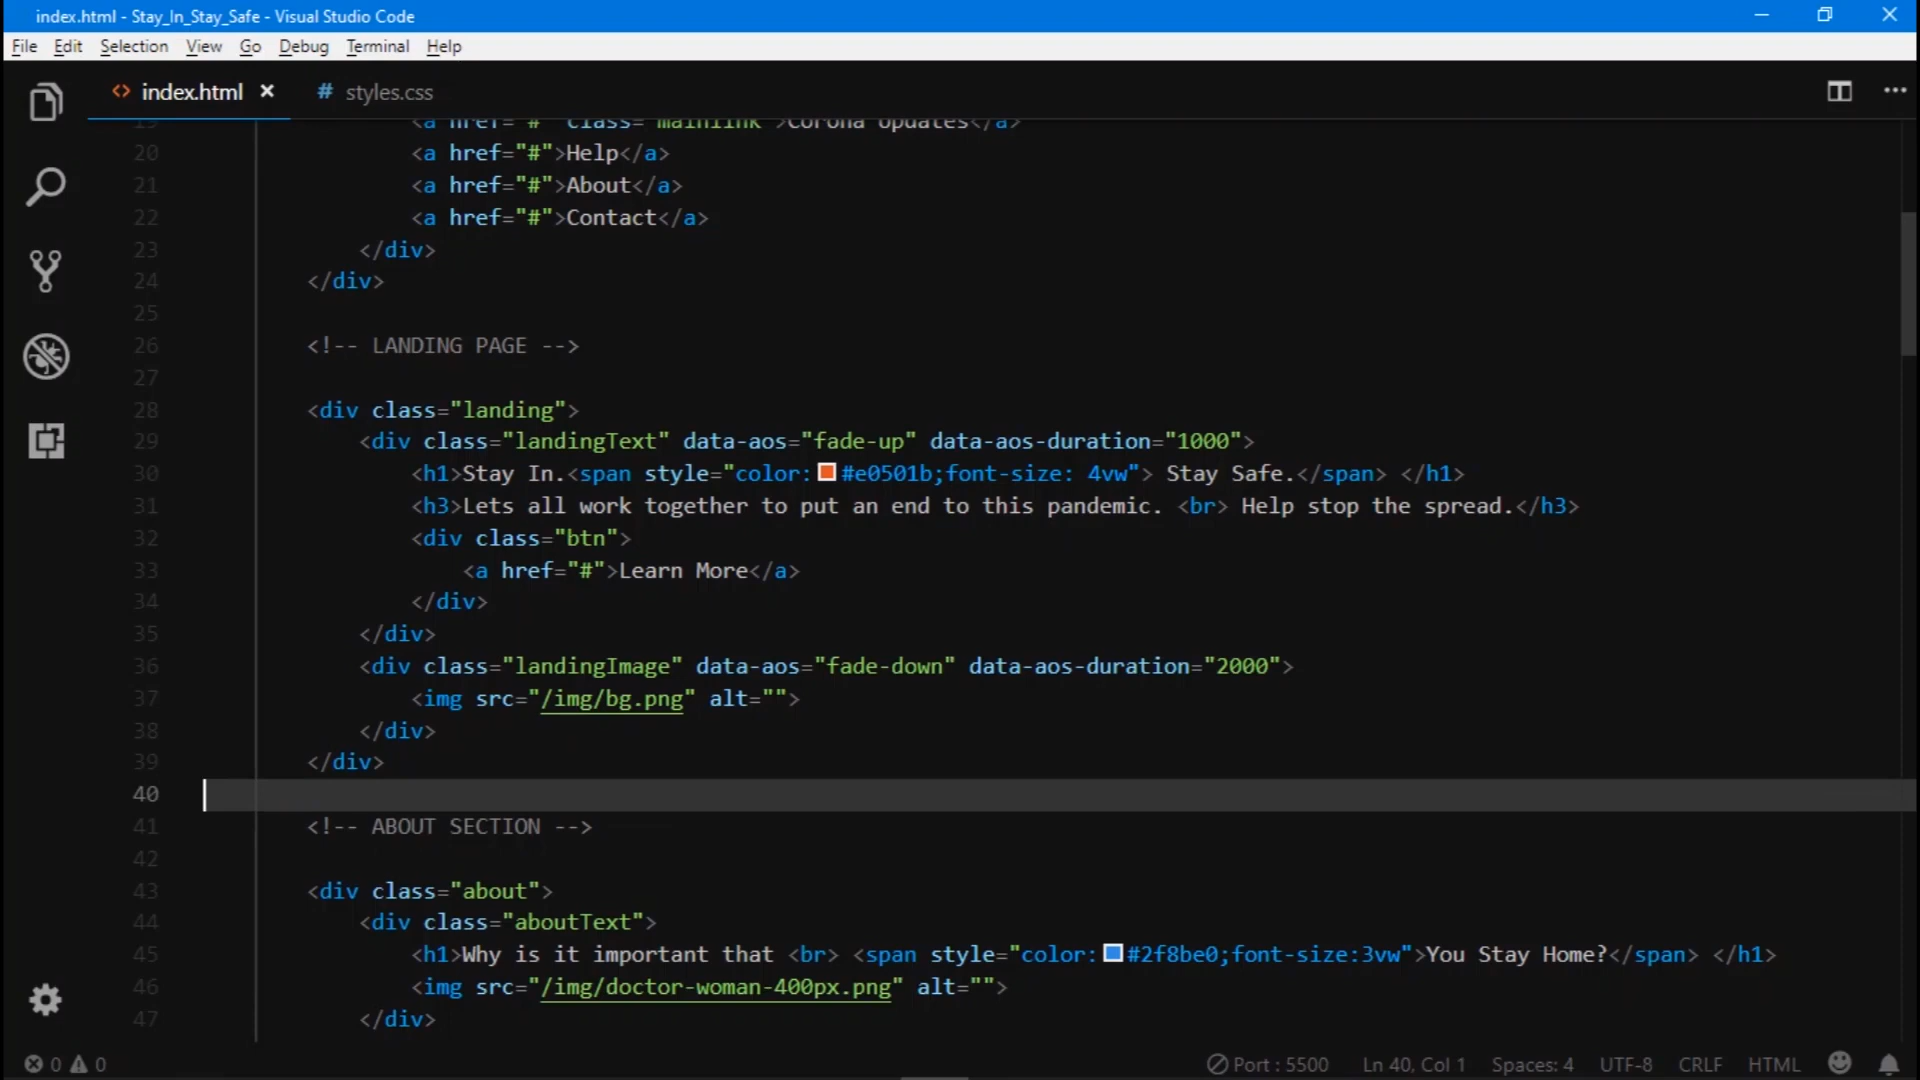 index.html - Stay_In_Stay_Safe - Visual Studio Code
File Edit Selection View Go Debug Terminal Help
<> index.html × # styles.css
19 <a href="#" class="mainlink">Corona Updates</a>
20 <a href="#">Help</a>
21 <a href="#">About</a>
22 <a href="#">Contact</a>
23 </div>
24 </div>
25
26 <!-- LANDING PAGE -->
27
28 <div class="landing">
29 <div class="landingText" data-aos="fade-up" data-aos-duration="1000">
30 <h1>Stay In.<span style="color:#e0501b;font-size: 4vw"> Stay Safe.</span> </h1>
31 <h3>Lets all work together to put an end to this pandemic. <br> Help stop the spread.</h3>
32 <div class="btn">
33 <a href="#">Learn More</a>
34 </div>
35 </div>
36 <div class="landingImage" data-aos="fade-down" data-aos-duration="2000">
37 <img src="/img/bg.png" alt="">
38 </div>
39 </div>
40
41 <!-- ABOUT SECTION -->
42
43 <div class="about">
44 <div class="aboutText">
45 <h1>Why is it important that <br> <span style="color:#2f8be0;font-size:3vw">You Stay Home?</span> </h1>
46 <img src="/img/doctor-woman-400px.png" alt="">
47 </div>
0 0 Port : 5500 Ln 40, Col 1 Spaces: 4 UTF-8 CRLF HTML